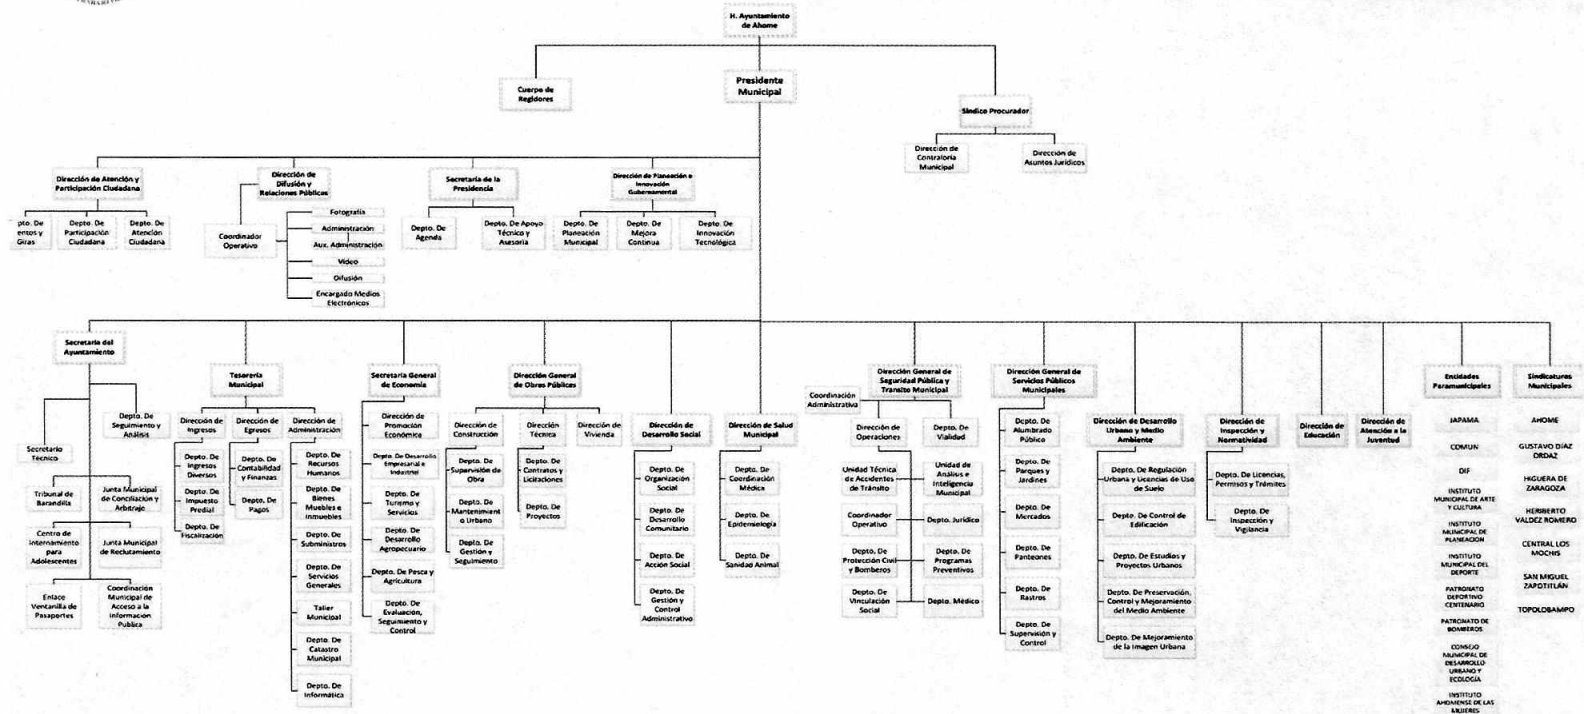 H. Ayuntamiento
de Ahome
Cuerpo de
Regidores
Presidente
Municipal
Síndico Procurador
Dirección de
Contraloría
Municipal
Dirección de
Asuntos Jurídicos
Dirección de Atención y
Participación Ciudadana
Dirección de
Difusión y
Relaciones Públicas
Secretaría de la
Presidencia
Dirección de Planeación e
Innovación
Gubernamental
pto. De
entos y
Giras
Depto. De
Participación
Ciudadana
Depto. De
Atención
Ciudadana
Coordinador
Operativo
Fotografía
Administración
Aux. Administración
Video
Difusión
Encargado Medios
Electrónicos
Depto. De
Agenda
Depto. De Apoyo
Técnico y
Asesoría
Depto. De
Planeación
Municipal
Depto. De
Mejora
Continua
Depto. De
Innovación
Tecnológica
Secretaría del
Ayuntamiento
Secretario
Técnico
Depto. De
Seguimiento y
Análisis
Tribunal de
Barandilla
Junta Municipal
de Conciliación y
Arbitraje
Centro de
Internamiento
para
Adolescentes
Junta Municipal
de Reclutamiento
Enlace
Ventanilla de
Pasaportes
Coordinación
Municipal de
Acceso a la
Información
Publica
Tesorería
Municipal
Dirección de
Ingresos
Depto. De
Ingresos
Diversos
Depto. De
Impuesto
Predial
Depto. De
Fiscalización
Dirección de
Egresos
Depto. De
Contabilidad
y Finanzas
Depto. De
Pagos
Dirección de
Administración
Depto. De
Recursos
Humanos
Depto. De
Bienes
Muebles e
Inmuebles
Depto. De
Subministros
Depto. De
Servicios
Generales
Taller
Municipal
Depto. De
Catastro
Municipal
Depto. De
Informática
Secretaría General
de Economía
Dirección de
Promoción
Económica
Depto. De Desarrollo
Empresarial e
Industrial
Depto. De
Turismo y
Servicios
Depto. De
Desarrollo
Agropecuario
Depto. De Pesca y
Agricultura
Depto. De
Evaluación,
Seguimiento y
Control
Dirección General
de Obras Públicas
Dirección de
Construcción
Depto. De
Supervisión de
Obra
Depto. De
Mantenimient
o Urbano
Depto. De
Gestión y
Seguimiento
Dirección
Técnica
Depto. De
Contratos y
Licitaciones
Depto. De
Proyectos
Dirección de
Vivienda
Dirección de
Desarrollo Social
Depto. De
Organización
Social
Depto. De
Desarrollo
Comunitario
Depto. De
Acción Social
Depto. De
Gestión y
Control
Administrativo
Dirección de Salud
Municipal
Depto. De
Coordinación
Médica
Depto. De
Epidemiología
Depto. De
Sanidad Animal
Dirección General de
Seguridad Pública y
Transito Municipal
Coordinación
Administrativa
Dirección de
Operaciones
Depto. De
Vialidad
Unidad Técnica
de Accidentes
de Tránsito
Unidad de
Análisis e
Inteligencia
Municipal
Coordinador
Operativo
Depto. Jurídico
Depto. De
Protección Civil
y Bomberos
Depto. De
Programas
Preventivos
Depto. De
Vinculación
Social
Depto. Médico
Dirección General de
Servicios Públicos
Municipales
Depto. De
Alumbrado
Público
Depto. De
Parques y
Jardines
Depto. De
Mercados
Depto. De
Panteones
Depto. De
Rastros
Depto. De
Supervisión y
Control
Dirección de Desarrollo
Urbano y Medio
Ambiente
Depto. De Regulación
Urbana y Licencias de Uso
de Suelo
Depto. De Control de
Edificación
Depto. De Estudios y
Proyectos Urbanos
Depto. De Preservación,
Control y Mejoramiento
del Medio Ambiente
Depto. De Mejoramiento
de la Imagen Urbana
Dirección de
Inspección y
Normatividad
Depto. De Licencias,
Permisos y Trámites
Depto. De
Inspección y
Vigilancia
Dirección de
Educación
Dirección de
Atención a la
Juventud
Entidades
Paramunicipales
JAPAMA
COMUN
DIF
INSTITUTO
MUNICIPAL DE ARTE
Y CULTURA
INSTITUTO
MUNICIPAL DE
PLANEACION
INSTITUTO
MUNICIPAL DEL
DEPORTE
PATRONATO
DEPORTIVO
CENTENARIO
PATRONATO DE
BOMBEROS
CONSEJO
MUNICIPAL DE
DESARROLLO
URBANO Y
ECOLOGÍA
INSTITUTO
AHOMENSE DE LAS
MUJERES
Sindicaturas
Municipales
AHOME
GUSTAVO DÍAZ
ORDAZ
HIGUERA DE
ZARAGOZA
HERIBERTO
VALDEZ ROMERO
CENTRAL LOS
MOCHIS
SAN MIGUEL
ZAPOTITLÁN
TOPOLOBAMPO